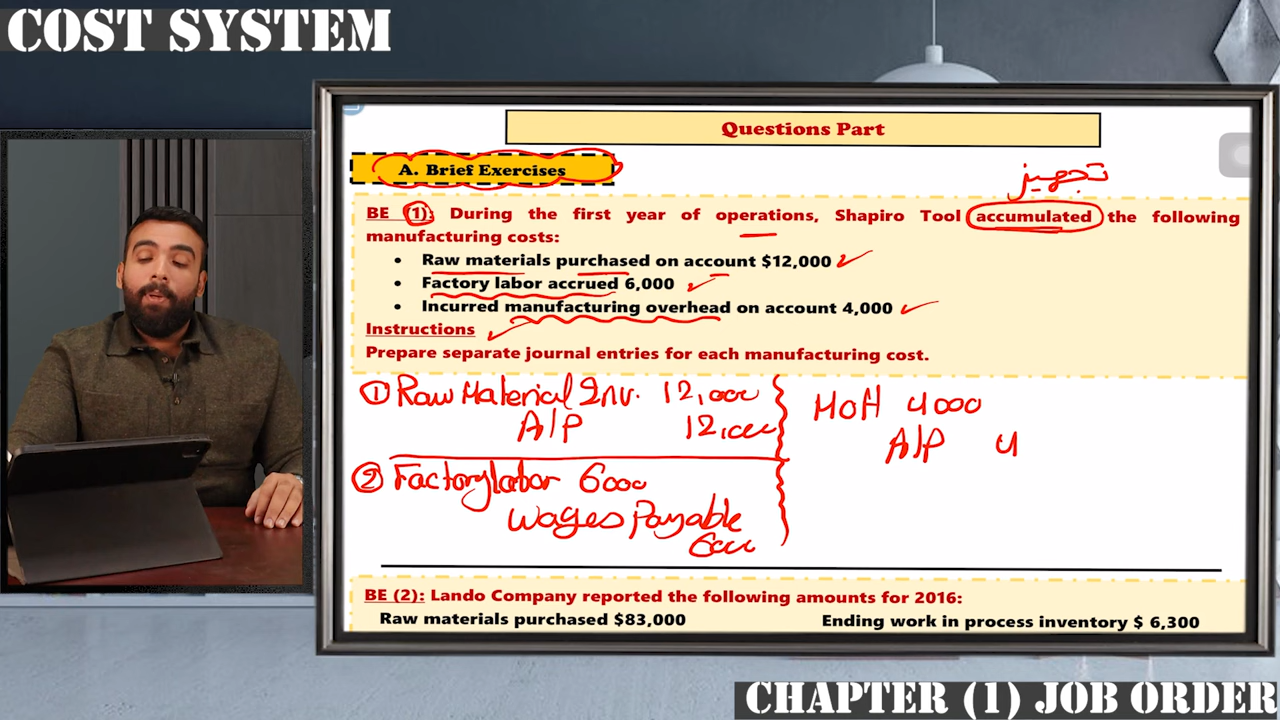 COST SYSTEM
Questions Part
A. Brief Exercises
تجهيز
BE (1): During the first year of operations, Shapiro Tool accumulated the following
manufacturing costs:
• Raw materials purchased on account $12,000
• Factory labor accrued 6,000
• Incurred manufacturing overhead on account 4,000
Instructions
Prepare separate journal entries for each manufacturing cost.
① Raw Material Inv. 12,000
A/P 12,000
② Factory labor 6000
Wages Payable
6000
MOH 4000
A/P 4
BE (2): Lando Company reported the following amounts for 2016:
Raw materials purchased $83,000 Ending work in process inventory $ 6,300
CHAPTER (1) JOB ORDER